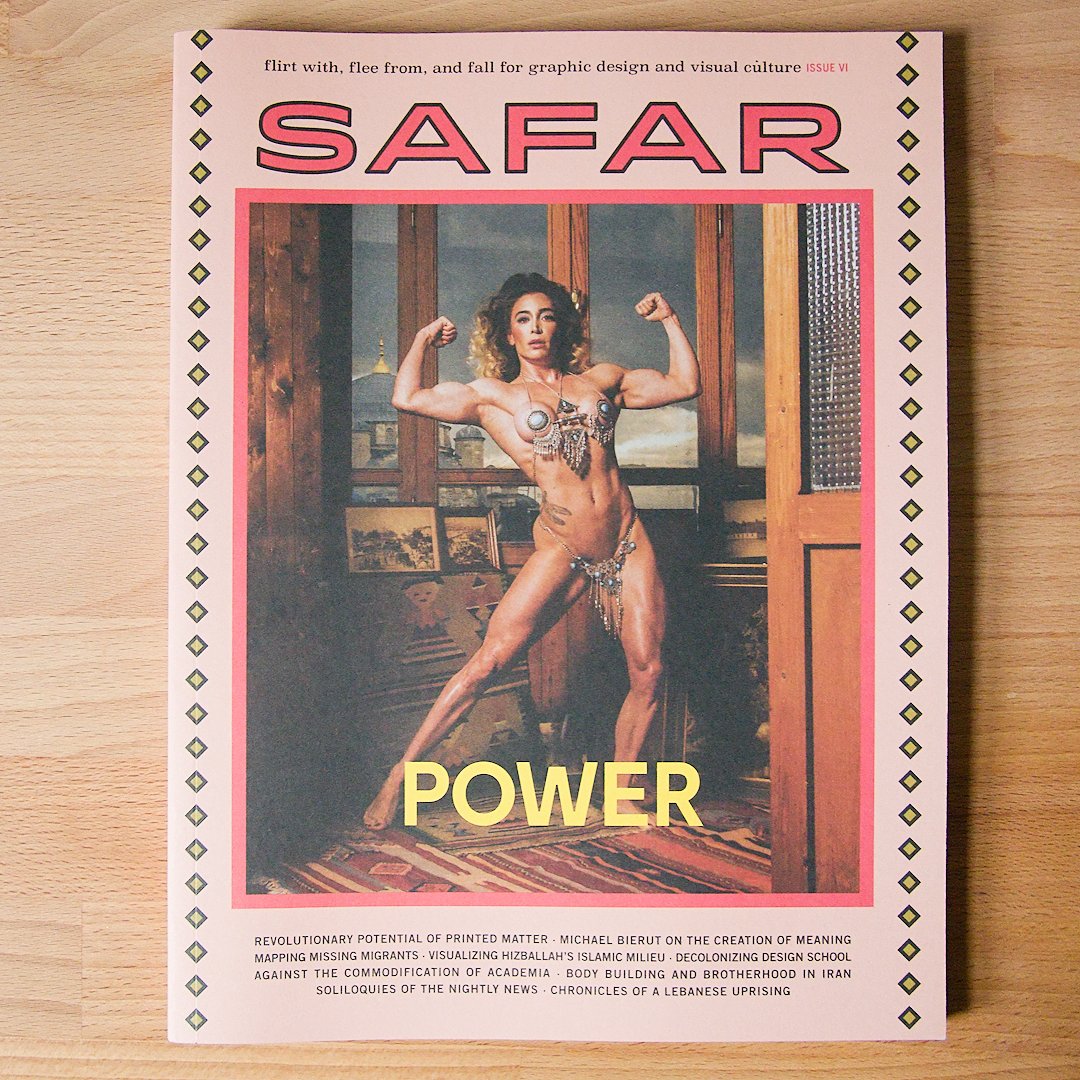 flirt with, flee from, and fall for graphic design and visual culture ISSUE VI
SAFAR
POWER
REVOLUTIONARY POTENTIAL OF PRINTED MATTER · MICHAEL BIERUT ON THE CREATION OF MEANING
MAPPING MISSING MIGRANTS · VISUALIZING HIZBALLAH'S ISLAMIC MILIEU · DECOLONIZING DESIGN SCHOOL
AGAINST THE COMMODIFICATION OF ACADEMIA · BODY BUILDING AND BROTHERHOOD IN IRAN
SOLILOQUIES OF THE NIGHTLY NEWS · CHRONICLES OF A LEBANESE UPRISING